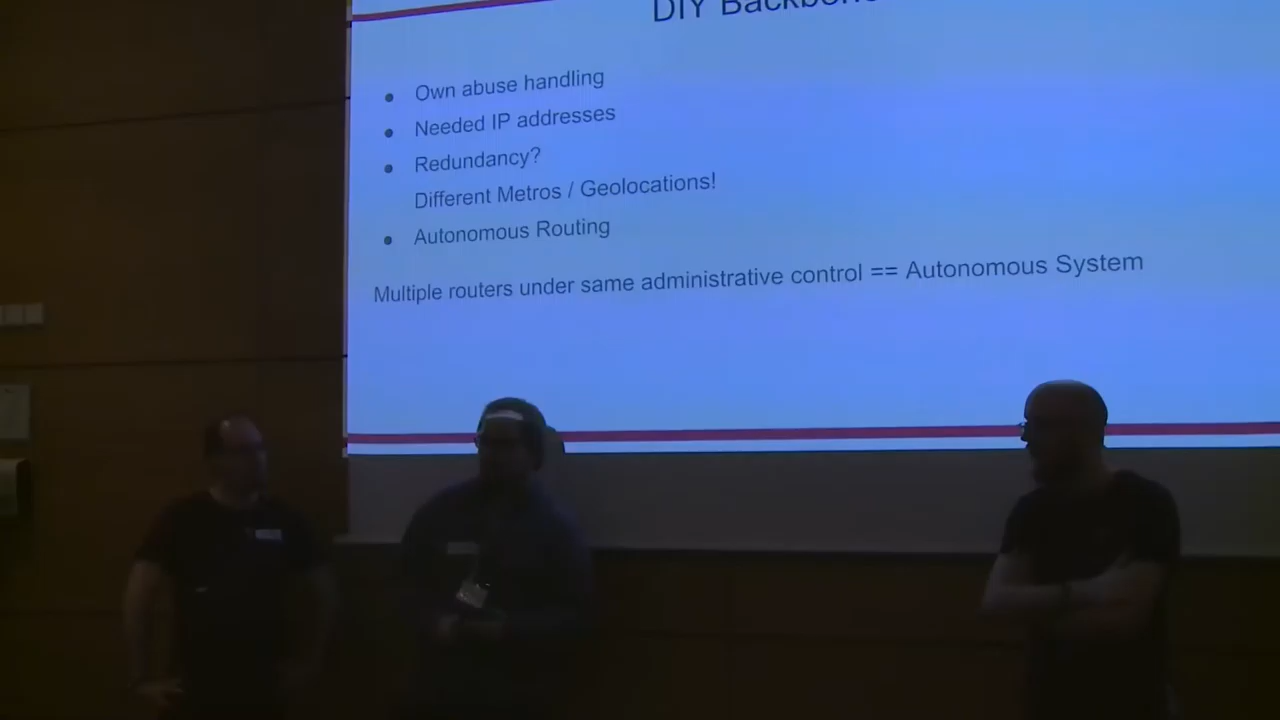 DIY Backbone
Own abuse handling
Needed IP addresses
Redundancy?
Different Metros / Geolocations!
Autonomous Routing
Multiple routers under same administrative control == Autonomous System